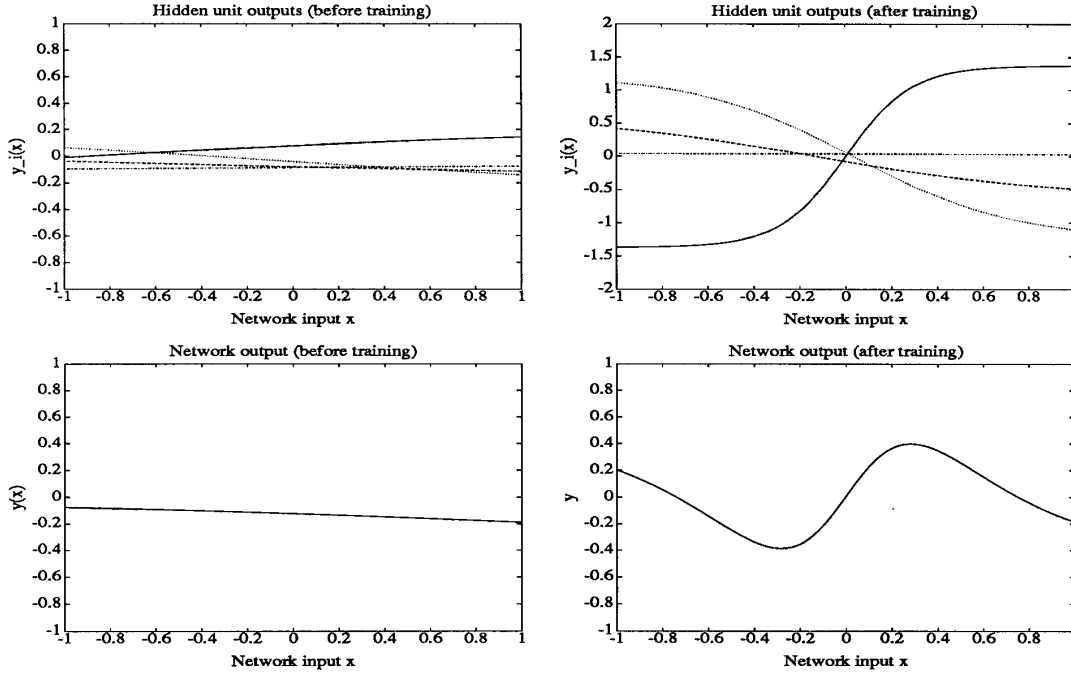 Hidden unit outputs (before training)
1
0.8
0.6
0.4
0.2
0
-0.2
-0.4
-0.6
-0.8
-1
y_i(x)
-1 -0.8 -0.6 -0.4 -0.2 0 0.2 0.4 0.6 0.8 1
Network input x
Hidden unit outputs (after training)
2
1.5
1
0.5
0
-0.5
-1
-1.5
-2
y_i(x)
-1 -0.8 -0.6 -0.4 -0.2 0 0.2 0.4 0.6 0.8 1
Network input x
Network output (before training)
1
0.8
0.6
0.4
0.2
0
-0.2
-0.4
-0.6
-0.8
-1
y(x)
-1 -0.8 -0.6 -0.4 -0.2 0 0.2 0.4 0.6 0.8 1
Network input x
Network output (after training)
1
0.8
0.6
0.4
0.2
0
-0.2
-0.4
-0.6
-0.8
-1
y
-1 -0.8 -0.6 -0.4 -0.2 0 0.2 0.4 0.6 0.8 1
Network input x